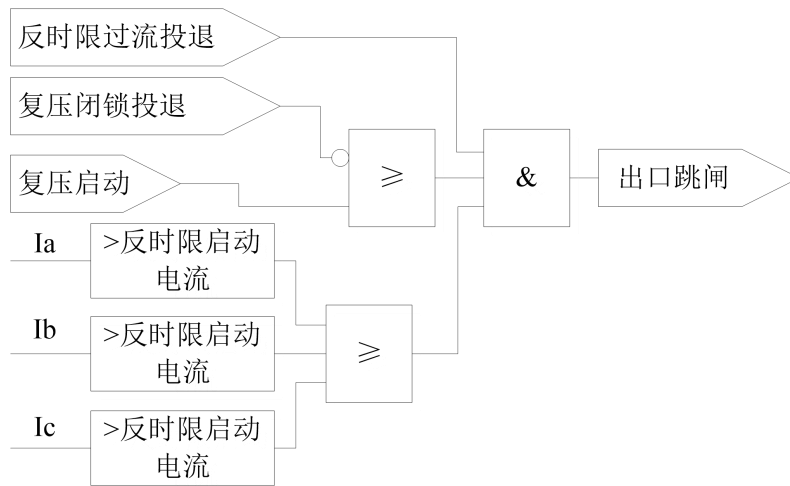 反时限过流投退
复压闭锁投退
≥
&
出口跳闸
复压启动
Ia
>反时限启动
电流
Ib
>反时限启动
电流
≥
Ic
>反时限启动
电流